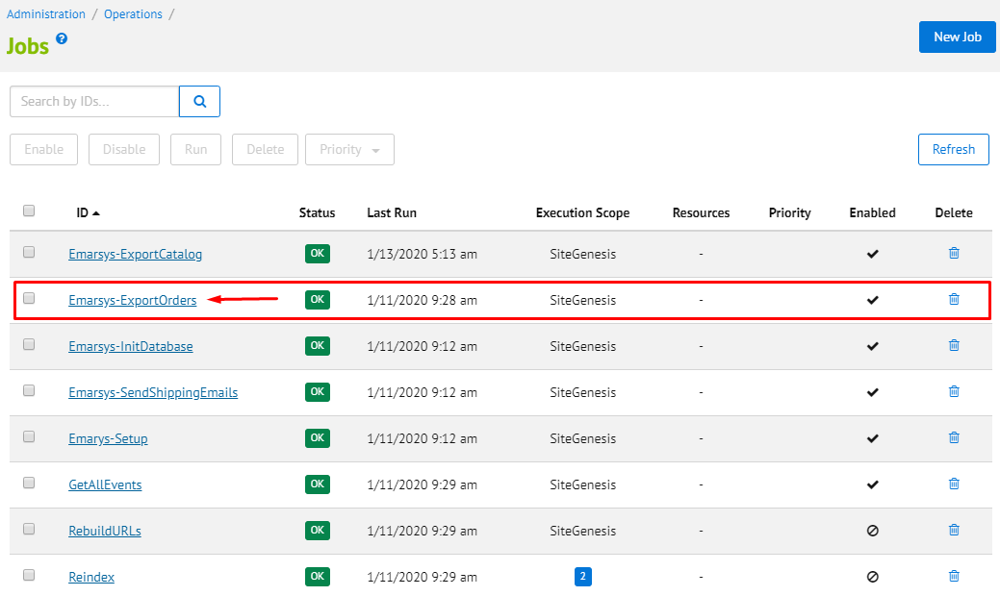 Administration / Operations /
Jobs ?
New Job
Search by IDs...
Enable Disable Run Delete Priority
Refresh
ID Status Last Run Execution Scope Resources Priority Enabled Delete
Emarsys-ExportCatalog OK 1/13/2020 5:13 am SiteGenesis -
Emarsys-ExportOrders OK 1/11/2020 9:28 am SiteGenesis -
Emarsys-InitDatabase OK 1/11/2020 9:12 am SiteGenesis -
Emarsys-SendShippingEmails OK 1/11/2020 9:12 am SiteGenesis -
Emarys-Setup OK 1/11/2020 9:12 am SiteGenesis -
GetAllEvents OK 1/11/2020 9:29 am SiteGenesis -
RebuildURLs OK 1/11/2020 9:29 am SiteGenesis -
Reindex OK 1/11/2020 9:29 am 2 -